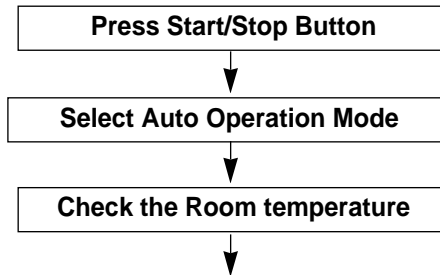 Press Start/Stop Button
Select Auto Operation Mode
Check the Room temperature